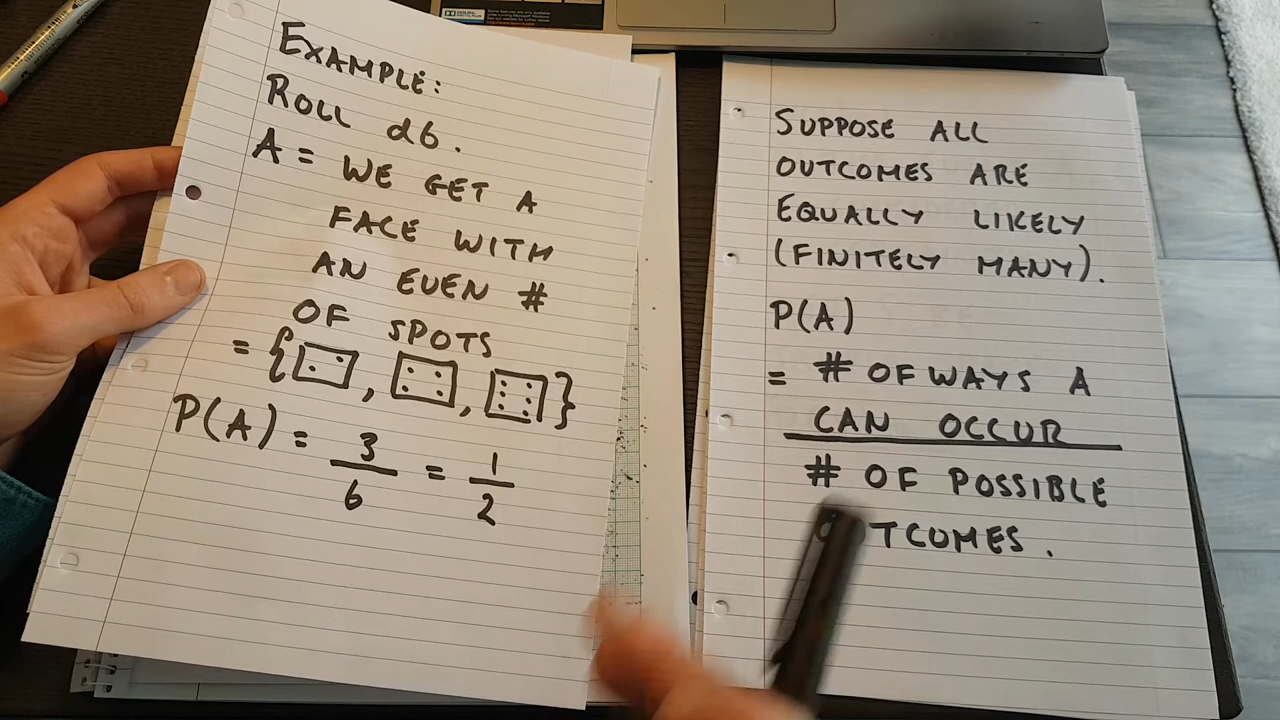 EXAMPLE:
ROLL d6.
A = WE GET A
FACE WITH
AN EVEN #
OF SPOTS
= { , , }
P(A) = 3/6 = 1/2
SUPPOSE ALL
OUTCOMES ARE
EQUALLY LIKELY
(FINITELY MANY).
P(A)
= # OF WAYS A
CAN OCCUR
# OF POSSIBLE
OUTCOMES.